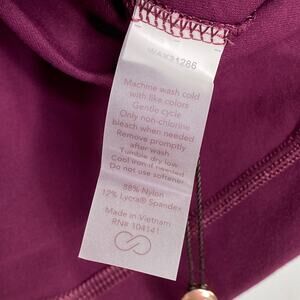 WAX31286
Machine wash cold
with like colors
Gentle cycle
Only non-chlorine
bleach when needed
Remove promptly
after wash
Tumble dry low
Cool iron if needed
Do not use softener
88% Nylon
12% Lycra® Spandex
Made in Vietnam
RN# 104141